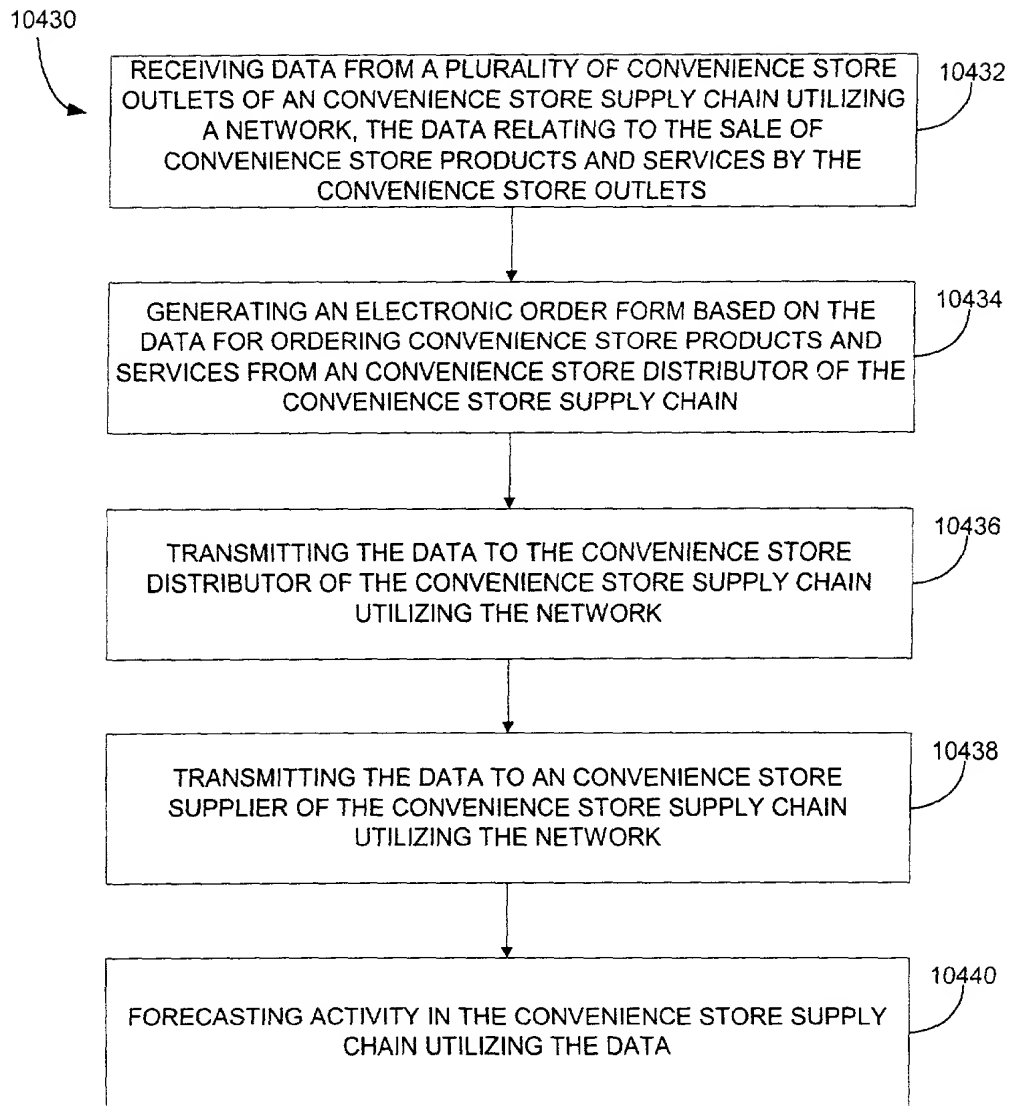 10430
RECEIVING DATA FROM A PLURALITY OF CONVENIENCE STORE
OUTLETS OF AN CONVENIENCE STORE SUPPLY CHAIN UTILIZING
A NETWORK, THE DATA RELATING TO THE SALE OF
CONVENIENCE STORE PRODUCTS AND SERVICES BY THE
CONVENIENCE STORE OUTLETS
10432
GENERATING AN ELECTRONIC ORDER FORM BASED ON THE
DATA FOR ORDERING CONVENIENCE STORE PRODUCTS AND
SERVICES FROM AN CONVENIENCE STORE DISTRIBUTOR OF THE
CONVENIENCE STORE SUPPLY CHAIN
10434
TRANSMITTING THE DATA TO THE CONVENIENCE STORE
DISTRIBUTOR OF THE CONVENIENCE STORE SUPPLY CHAIN
UTILIZING THE NETWORK
10436
TRANSMITTING THE DATA TO AN CONVENIENCE STORE
SUPPLIER OF THE CONVENIENCE STORE SUPPLY CHAIN
UTILIZING THE NETWORK
10438
FORECASTING ACTIVITY IN THE CONVENIENCE STORE SUPPLY
CHAIN UTILIZING THE DATA
10440